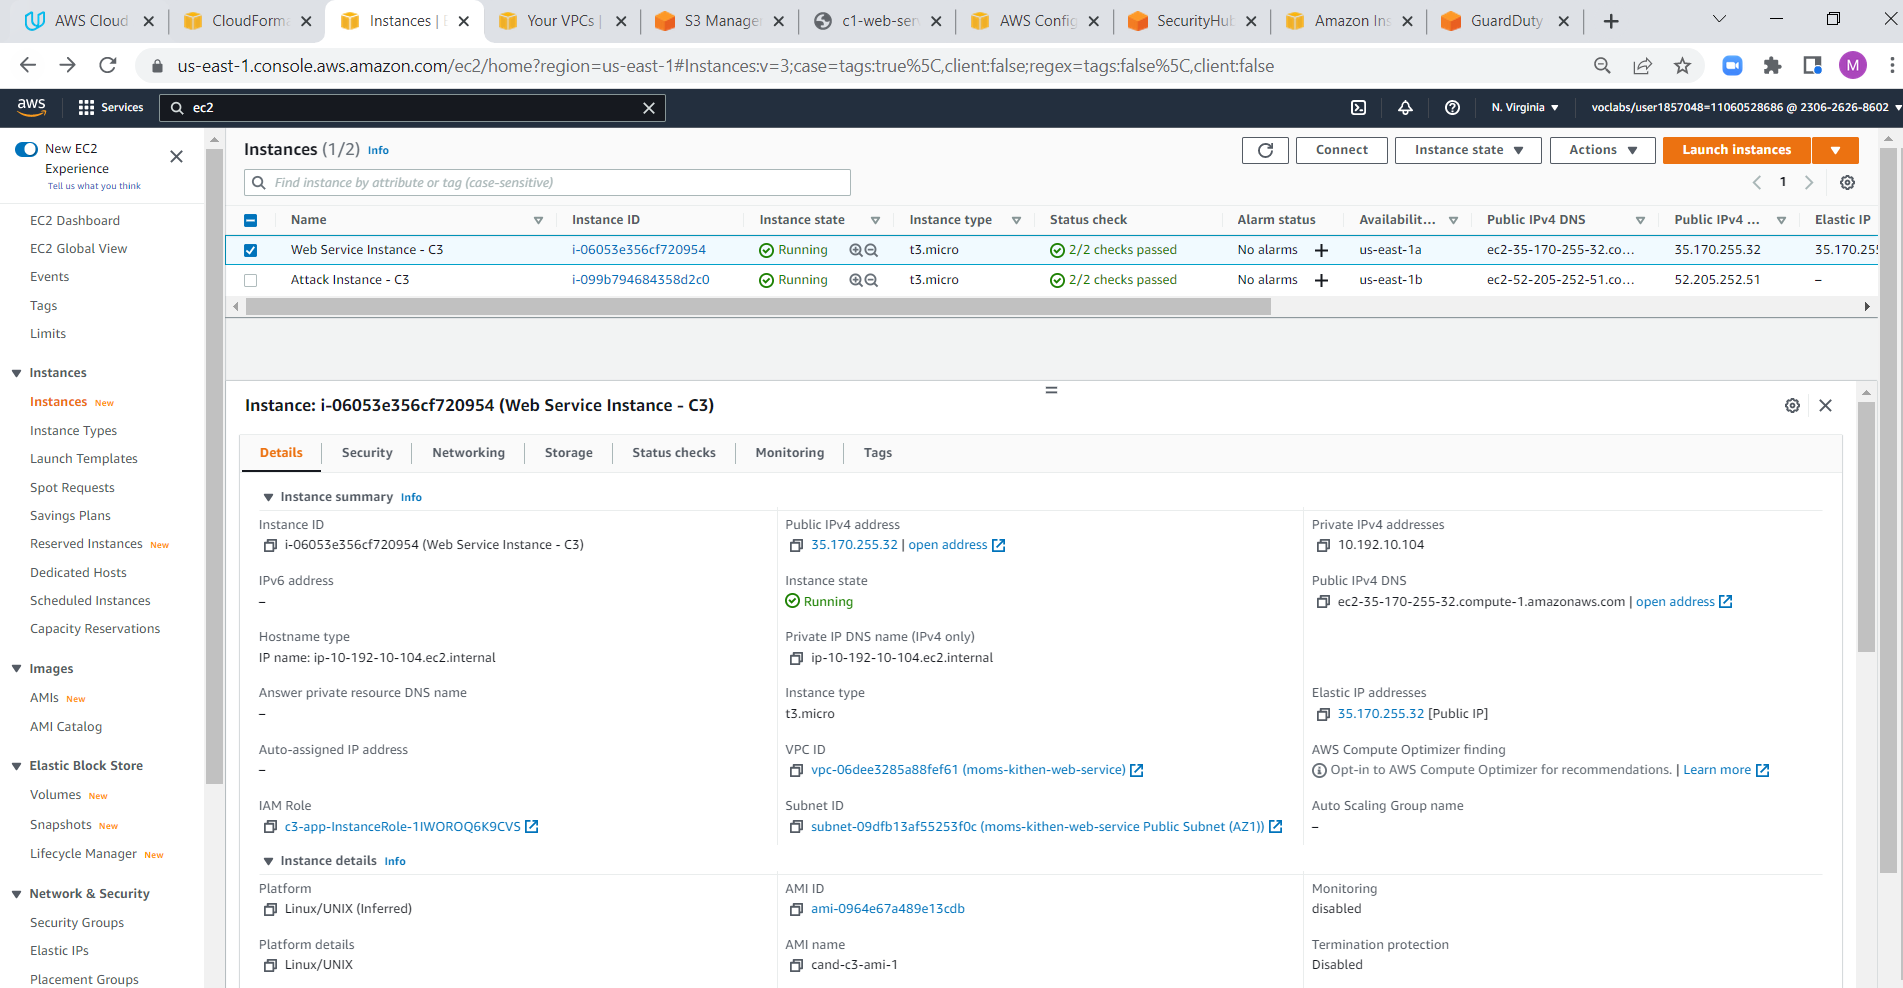 AWS Cloud
CloudForma
Instances | E
Your VPCs |
S3 Manage
c1-web-ser
AWS Config
SecurityHub
Amazon Ins
GuardDuty
us-east-1.console.aws.amazon.com/ec2/home?region=us-east-1#Instances:v=3;case=tags:true%5C,client:false;regex=tags:false%5C,client:false
M
aws
Services
ec2
N. Virginia
voclabs/user1857048=11060528686 @ 2306-2626-8602
New EC2
Experience
Tell us what you think
EC2 Dashboard
EC2 Global View
Events
Tags
Limits
Instances
Instances New
Instance Types
Launch Templates
Spot Requests
Savings Plans
Reserved Instances New
Dedicated Hosts
Scheduled Instances
Capacity Reservations
Images
AMIs New
AMI Catalog
Elastic Block Store
Volumes New
Snapshots New
Lifecycle Manager New
Network & Security
Security Groups
Elastic IPs
Placement Groups
Instances (1/2) Info
Connect
Instance state
Actions
Launch instances
Find instance by attribute or tag (case-sensitive)
1
Name Instance ID Instance state Instance type Status check Alarm status Availabilit... Public IPv4 DNS Public IPv4 ... Elastic IP
Web Service Instance - C3 i-06053e356cf720954 Running t3.micro 2/2 checks passed No alarms + us-east-1a ec2-35-170-255-32.co... 35.170.255.32 35.170.255
Attack Instance - C3 i-099b794684358d2c0 Running t3.micro 2/2 checks passed No alarms + us-east-1b ec2-52-205-252-51.co... 52.205.252.51 –
Instance: i-06053e356cf720954 (Web Service Instance - C3)
Details Security Networking Storage Status checks Monitoring Tags
Instance summary Info
Instance ID
i-06053e356cf720954 (Web Service Instance - C3)
Public IPv4 address
35.170.255.32 | open address
Private IPv4 addresses
10.192.10.104
IPv6 address
–
Instance state
Running
Public IPv4 DNS
ec2-35-170-255-32.compute-1.amazonaws.com | open address
Hostname type
IP name: ip-10-192-10-104.ec2.internal
Private IP DNS name (IPv4 only)
ip-10-192-10-104.ec2.internal
Answer private resource DNS name
–
Instance type
t3.micro
Elastic IP addresses
35.170.255.32 [Public IP]
Auto-assigned IP address
–
VPC ID
vpc-06dee3285a88fef61 (moms-kithen-web-service)
AWS Compute Optimizer finding
Opt-in to AWS Compute Optimizer for recommendations. | Learn more
IAM Role
c3-app-InstanceRole-1IWOROQ6K9CVS
Subnet ID
subnet-09dfb13af55253f0c (moms-kithen-web-service Public Subnet (AZ1))
Auto Scaling Group name
–
Instance details Info
Platform
Linux/UNIX (Inferred)
AMI ID
ami-0964e67a489e13cdb
Monitoring
disabled
Platform details
Linux/UNIX
AMI name
cand-c3-ami-1
Termination protection
Disabled